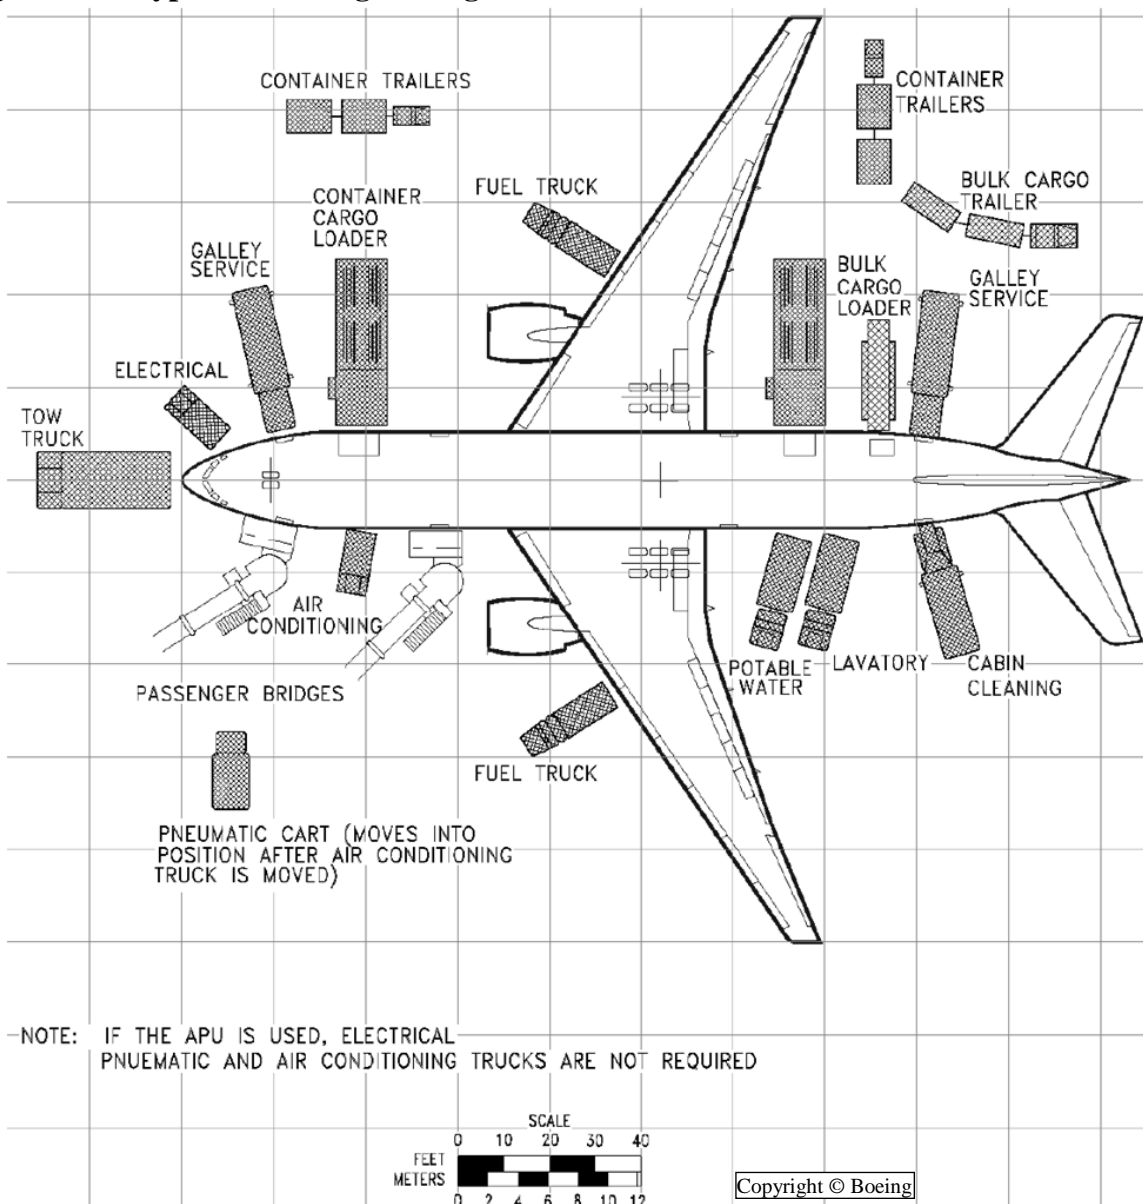 CONTAINER TRAILERS
CONTAINER
TRAILERS
FUEL TRUCK
BULK CARGO
TRAILER
CONTAINER
CARGO
LOADER
GALLEY
SERVICE
BULK
CARGO
LOADER
GALLEY
SERVICE
ELECTRICAL
TOW
TRUCK
AIR
CONDITIONING
PASSENGER BRIDGES
POTABLE
WATER
LAVATORY
CABIN
CLEANING
FUEL TRUCK
PNEUMATIC CART (MOVES INTO
POSITION AFTER AIR CONDITIONING
TRUCK IS MOVED)
NOTE: IF THE APU IS USED, ELECTRICAL
PNUEMATIC AND AIR CONDITIONING TRUCKS ARE NOT REQUIRED
SCALE
0 10 20 30 40
FEET
METERS
0 2 4 6 8 10 12
Copyright © Boeing